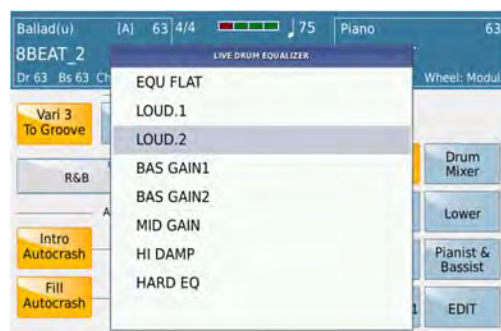 Ballad(u) [A] 63 4/4 75 Piano 63
8BEAT_2
Dr 63 Bs 63 Ch Wheel: Modul
LIVE DRUM EQUALIZER
EQU FLAT
LOUD.1
LOUD.2
BAS GAIN1
BAS GAIN2
MID GAIN
HI DAMP
HARD EQ
Vari 3
To Groove
R&B
Intro
Autocrash
Fill
Autocrash
Drum
Mixer
Lower
Pianist &
Bassist
EDIT